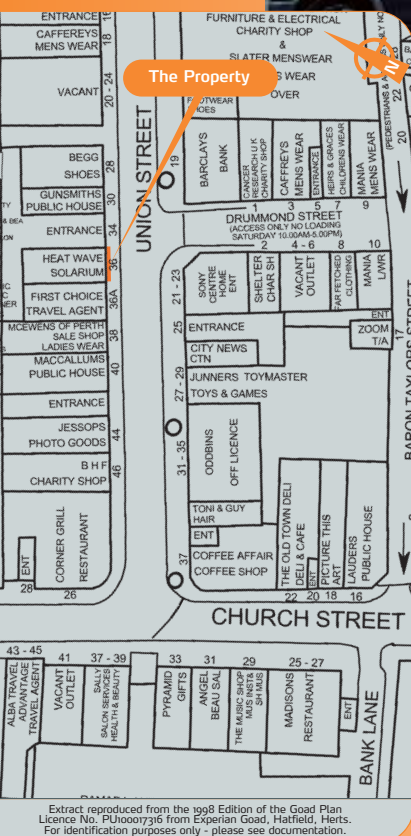 ENTRANCE
16
CAFFEREYS
MENS WEAR
18
VACANT
20 - 24
BEGG
SHOES
28
GUNSMITHS
PUBLIC HOUSE
30
ENTRANCE
34
HEAT WAVE
SOLARIUM
36
FIRST CHOICE
TRAVEL AGENT
36A
MCEWENS OF PERTH
SALE SHOP
LADIES WEAR
38
MACCALLUMS
PUBLIC HOUSE
40
ENTRANCE
JESSOPS
PHOTO GOODS
44
B H F
CHARITY SHOP
46
CORNER GRILL
RESTAURANT
ENT
28
26
The Property
UNION STREET
FURNITURE & ELECTRICAL
CHARITY SHOP
&
SLATER MENSWEAR
S WEAR
OVER
FOOTWEAR
SHOES
N
(PEDESTRIANS &
ONLY NO
22
20
19
BARCLAYS
BANK
CANCER
RESEARCH U K
CHARITY SHOP
CAFFREYS
MENS WEAR
ENTRANCE
HEIRS & GRACES
CHILDRENS WEAR
MANIA
MENS WEAR
1
3
5
7
9
DRUMMOND STREET
(ACCESS ONLY NO LOADING
SATURDAY 10.00AM-5.00PM)
2
4 - 6
8
10
21 - 23
SONY
CENTRE
HOME
ENT
SHELTER
CHAR SH
VACANT
OUTLET
FAR FETCHED
CLOTHING
MANIA
L/WR
25
ENTRANCE
ENT
ZOOM
T/A
17
BARON TAYLORS STREET
CITY NEWS
CTN
27 - 29
JUNNERS TOYMASTER
TOYS & GAMES
31 - 35
ODDBINS
OFF LICENCE
TONI & GUY
HAIR
ENT
37
COFFEE AFFAIR
COFFEE SHOP
THE OLD TOWN DELI
DELI & CAFE
ENT
PICTURE THIS
ART
LAUDERS
PUBLIC HOUSE
22
20
18
16
CHURCH STREET
43 - 45
41
37 - 39
33
31
29
25 - 27
ALBA TRAVEL
ADVANTAGE
TRAVEL AGENT
VACANT
OUTLET
SALLY
SALON SERVICES
HEALTH & BEAUTY
PYRAMID
GIFTS
ANGEL
BEAU SAL
THE MUSIC SHOP
MUS INST&
SH MUS
MADISONS
RESTAURANT
ENT
BANK LANE
Extract reproduced from the 1998 Edition of the Goad Plan
Licence No. PU100017316 from Experian Goad, Hatfield, Herts.
For identification purposes only - please see documentation.